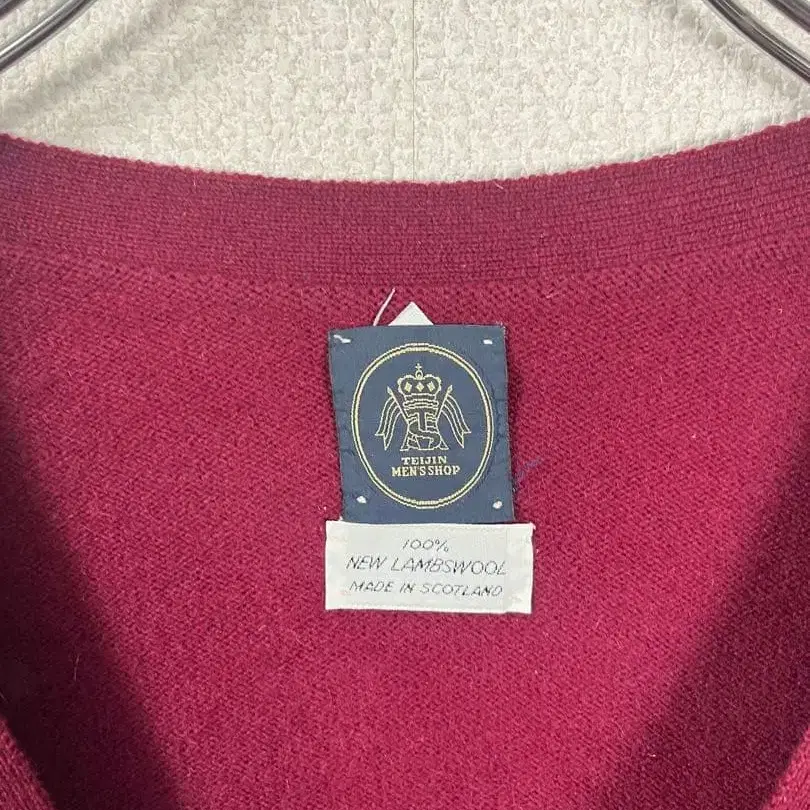 TEIJIN
MEN'S SHOP
100%
NEW LAMBSWOOL
MADE IN SCOTLAND